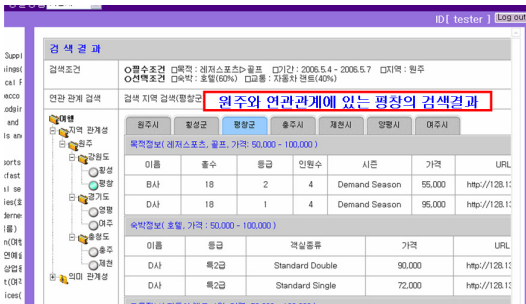 ID[ tester ] Log out
검 색 결 과
Suppl
검색조건
O필수조건 □목적 : 레저스포츠▷골프 □기간 : 2006.5.4 - 2006.5.7 □지역 : 원주
O선택조건 □숙박 : 호텔(60%) □교통 : 자동차 렌트(40%)
연관 관계 검색
검색 지역 검색(평창군
원주와 연관관계에 있는 평창의 검색결과
여행
지역 관계성
원주
강원도
횡성
평창
경기도
양평
여주
충청도
충주
제천
의미 관계성
원주시 횡성군 평창군 충주시 제천시 양평시 여주시
목적정보( 레저스포츠, 골프, 가격: 50,000 - 100,000 )
이름 홀수 등급 인원수 시즌 가격 URL
B사 18 2 4 Demand Season 55,000 http://128.13
D사 18 1 4 Demand Season 95,000 http://128.13
숙박정보( 호텔, 가격 : 50,000 - 100,000 )
이름 등급 객실종류 가격 URL
D사 특2급 Standard Double 90,000 http://128.13
D사 특2급 Standard Single 72,000 http://128.13